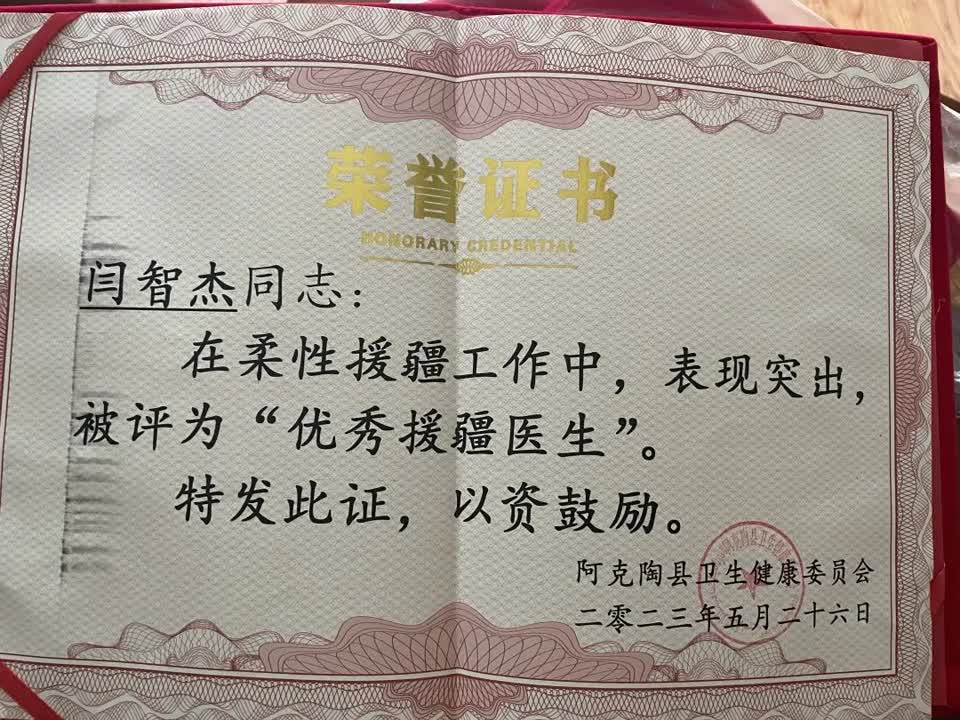 荣誉证书
HONORARY CREDENTIAL
闫智杰同志：
在柔性援疆工作中，表现突出，
被评为“优秀援疆医生”。
特发此证，以资鼓励。
阿克陶县卫生健康委员会
二零二三年五月二十六日